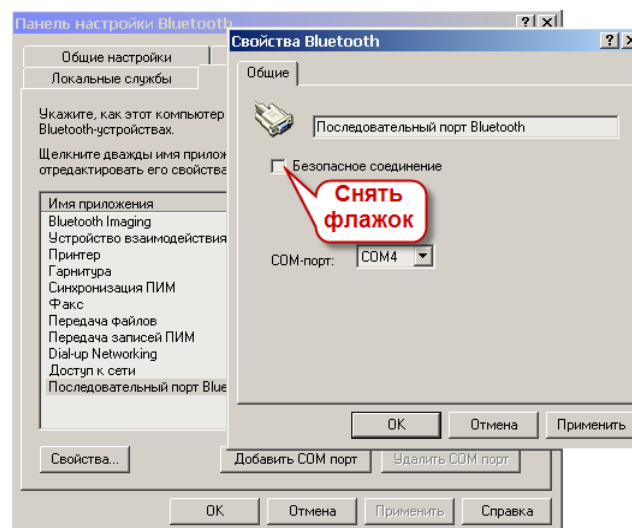 Панель настройки Bluetooth
Общие настройки
Локальные службы
Укажите, как этот компьютер
Bluetooth-устройствах.
Щелкните дважды имя прилож
отредактировать его свойства
Имя приложения
Bluetooth Imaging
Устройство взаимодействия
Принтер
Гарнитура
Синхронизация ПИМ
Факс
Передача файлов
Передача записей ПИМ
Dial-up Networking
Доступ к сети
Последовательный порт Blue
Свойства...
Добавить COM порт
Удалить COM порт
OK
Отмена
Применить
Справка
Свойства Bluetooth
Общие
Последовательный порт Bluetooth
Безопасное соединение
Снять
флажок
COM-порт:
COM4
OK
Отмена
Применить